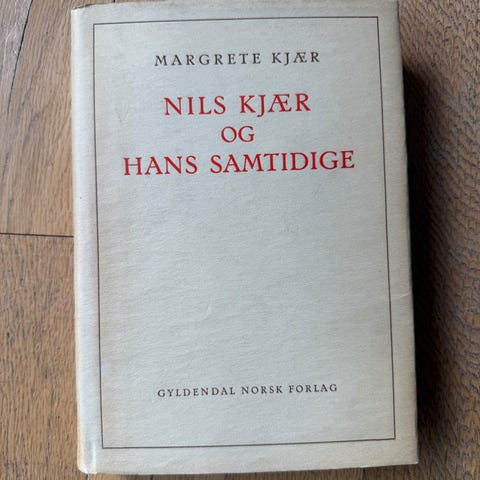 MARGRETE KJÆR
NILS KJÆR
OG
HANS SAMTIDIGE
GYLDENDAL NORSK FORLAG